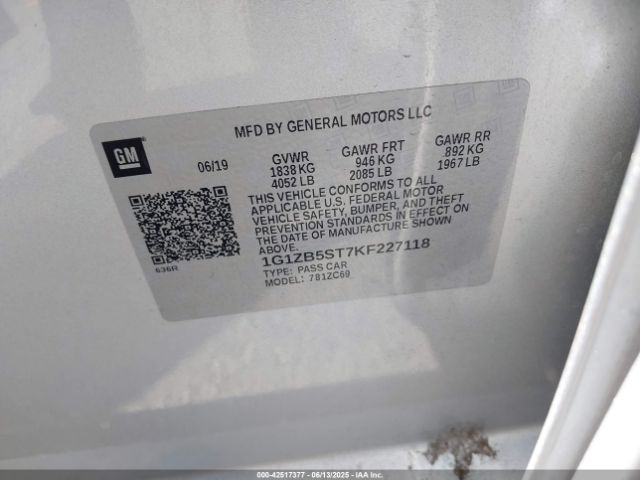 MFD BY GENERAL MOTORS LLC
GM
06/19
GVWR GAWR FRT GAWR RR
1838 KG 946 KG 892 KG
4052 LB 2085 LB 1967 LB
THIS VEHICLE CONFORMS TO ALL
APPLICABLE U.S. FEDERAL MOTOR
VEHICLE SAFETY, BUMPER, AND THEFT
PREVENTION STANDARDS IN EFFECT ON
THE DATE OF MANUFACTURE SHOWN
ABOVE.
1G1ZB5ST7KF227118
TYPE: PASS CAR
MODEL: 7B1ZC69
636R
000-42517377 - 06/13/2025 - IAA Inc.